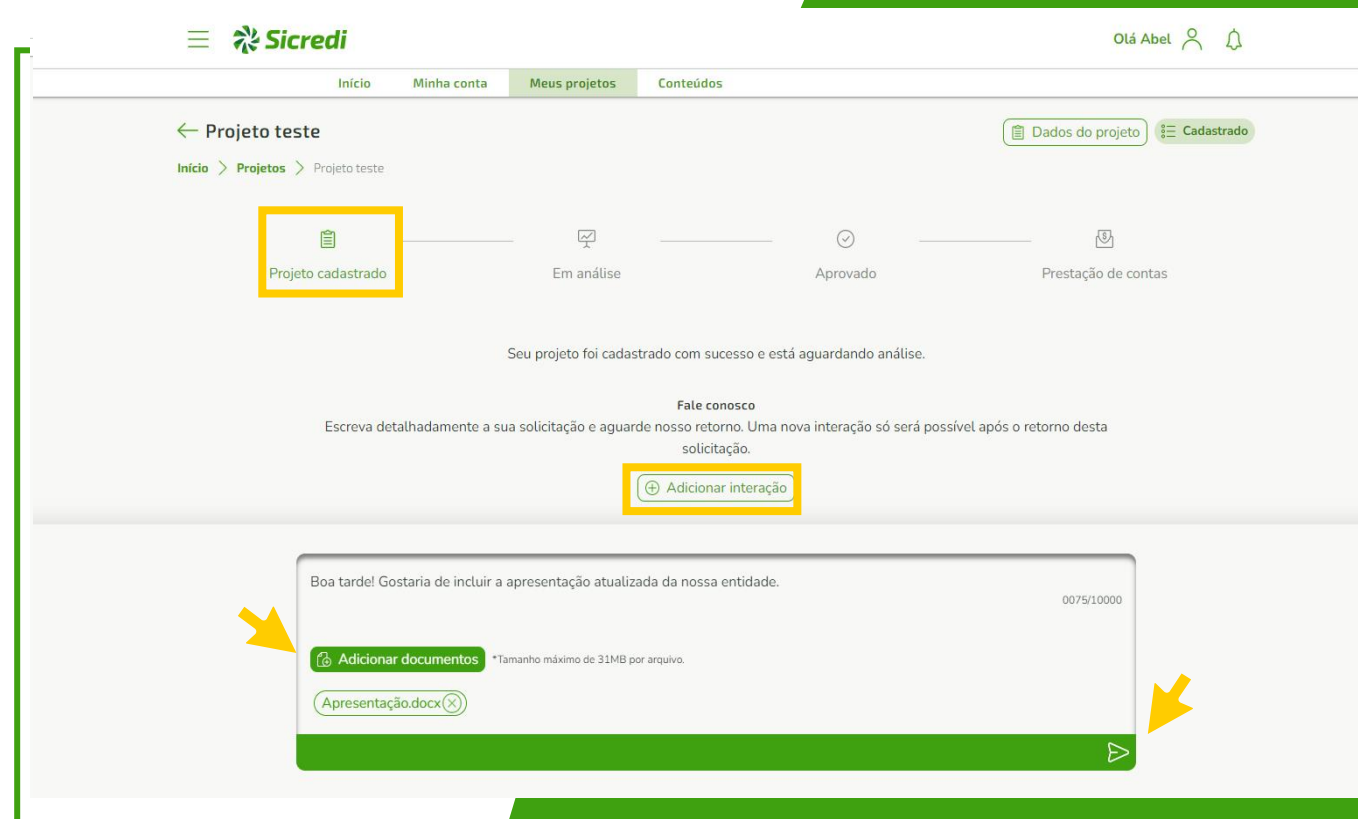 Sicredi
Olá Abel
Início
Minha conta
Meus projetos
Conteúdos
Projeto teste
Dados do projeto
Cadastrado
Início > Projetos > Projeto teste
Projeto cadastrado
Em análise
Aprovado
Prestação de contas
Seu projeto foi cadastrado com sucesso e está aguardando análise.
Fale conosco
Escreva detalhadamente a sua solicitação e aguarde nosso retorno. Uma nova interação só será possível após o retorno desta
solicitação.
Adicionar interação
Boa tarde! Gostaria de incluir a apresentação atualizada da nossa entidade.
0075/10000
Adicionar documentos
*Tamanho máximo de 31MB por arquivo.
Apresentação.docx